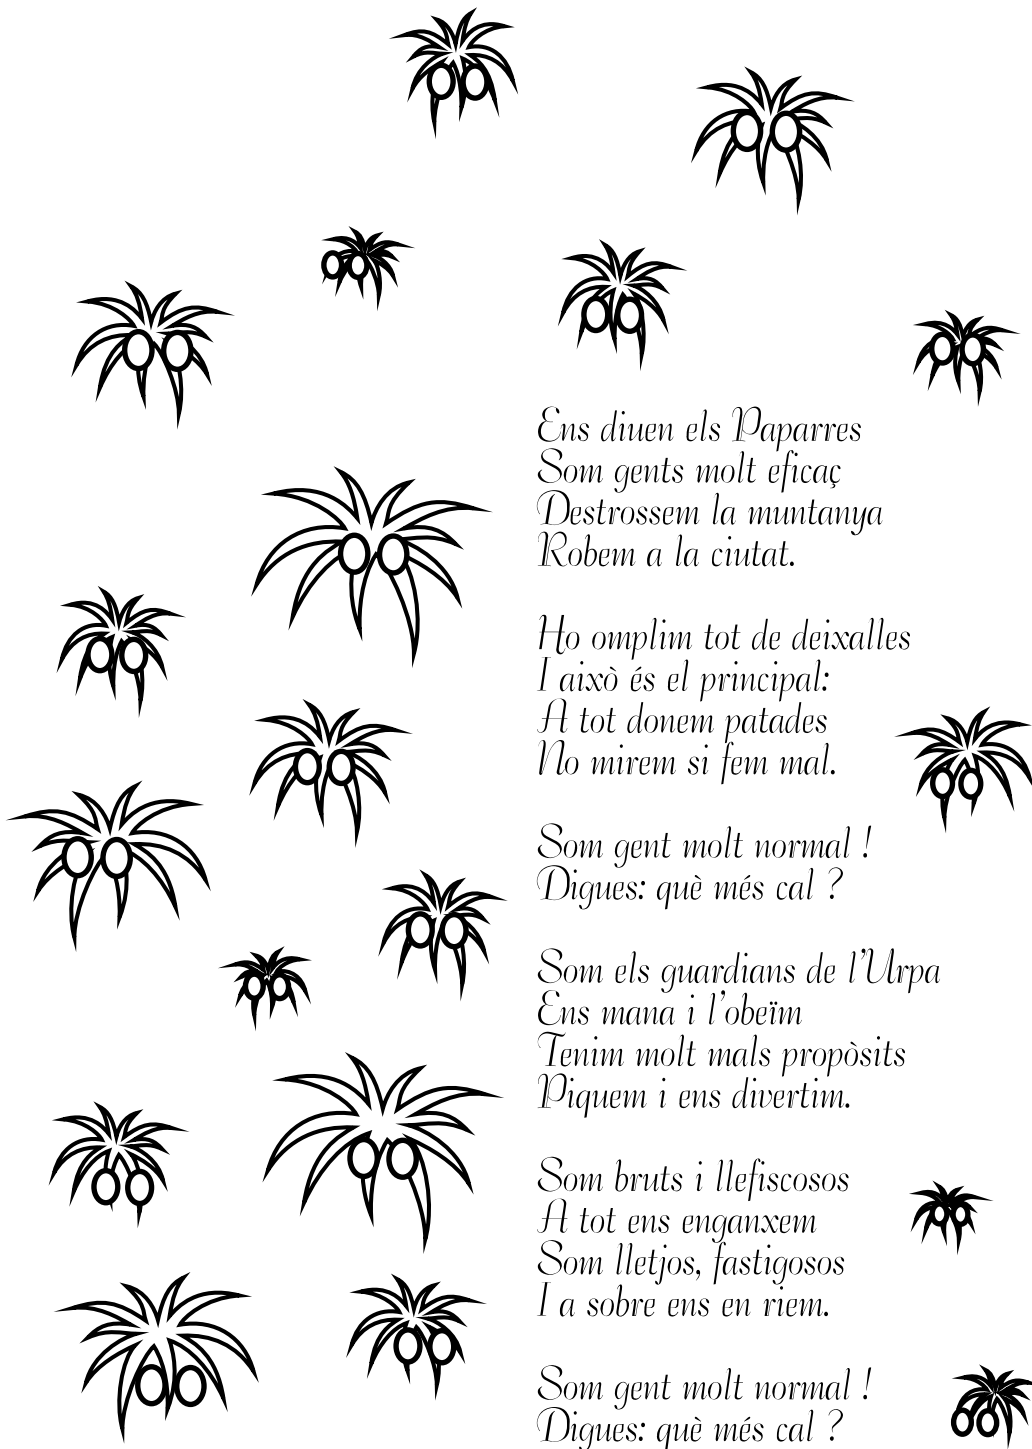 Ens diuen els Paparres
Som gents molt eficaç
Destrossem la muntanya
Robem a la ciutat.
Ho omplim tot de deixalles
I això és el principal:
A tot donem patades
No mirem si fem mal.
Som gent molt normal !
Digues: què més cal ?
Som els guardians de l'Urpa
Ens mana i l'obeïm
Tenim molt mals propòsits
Piquem i ens divertim.
Som bruts i llefiscosos
A tot ens enganxem
Som lletjos, fastigosos
I a sobre ens en riem.
Som gent molt normal !
Digues: què més cal ?